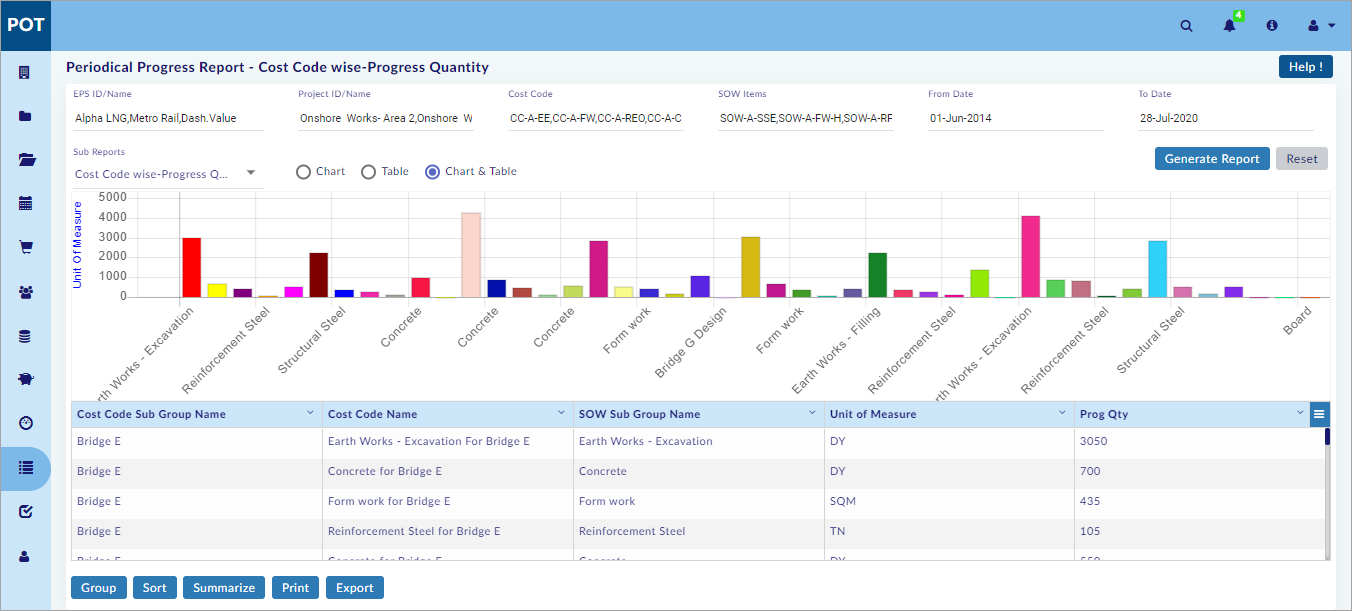 POT
4
Periodical Progress Report - Cost Code wise-Progress Quantity
Help !
EPS ID/Name
Project ID/Name
Cost Code
SOW Items
From Date
To Date
Alpha LNG,Metro Rail,Dash.Value
Onshore Works- Area 2,Onshore W
CC-A-EE,CC-A-FW,CC-A-REO,CC-A-C
SOW-A-SSE,SOW-A-FW-H,SOW-A-RF
01-Jun-2014
28-Jul-2020
Sub Reports
Cost Code wise-Progress Q...
Chart
Table
Chart & Table
Generate Report
Reset
Unit Of Measure
5000
4000
3000
2000
1000
0
rth Works - Excavation
Reinforcement Steel
Structural Steel
Concrete
Concrete
Concrete
Form work
Bridge G Design
Form work
Earth Works - Filling
Reinforcement Steel
rth Works - Excavation
Reinforcement Steel
Structural Steel
Board
Cost Code Sub Group Name
Cost Code Name
SOW Sub Group Name
Unit of Measure
Prog Qty
Bridge E
Earth Works - Excavation For Bridge E
Earth Works - Excavation
DY
3050
Bridge E
Concrete for Bridge E
Concrete
DY
700
Bridge E
Form work for Bridge E
Form work
SQM
435
Bridge E
Reinforcement Steel for Bridge E
Reinforcement Steel
TN
105
Bridge E
Concrete for Bridge E
Concrete
DY
550
Group
Sort
Summarize
Print
Export